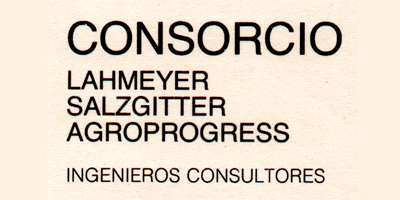 CONSORCIO
LAHMEYER
SALZGITTER
AGROPROGRESS
INGENIEROS CONSULTORES